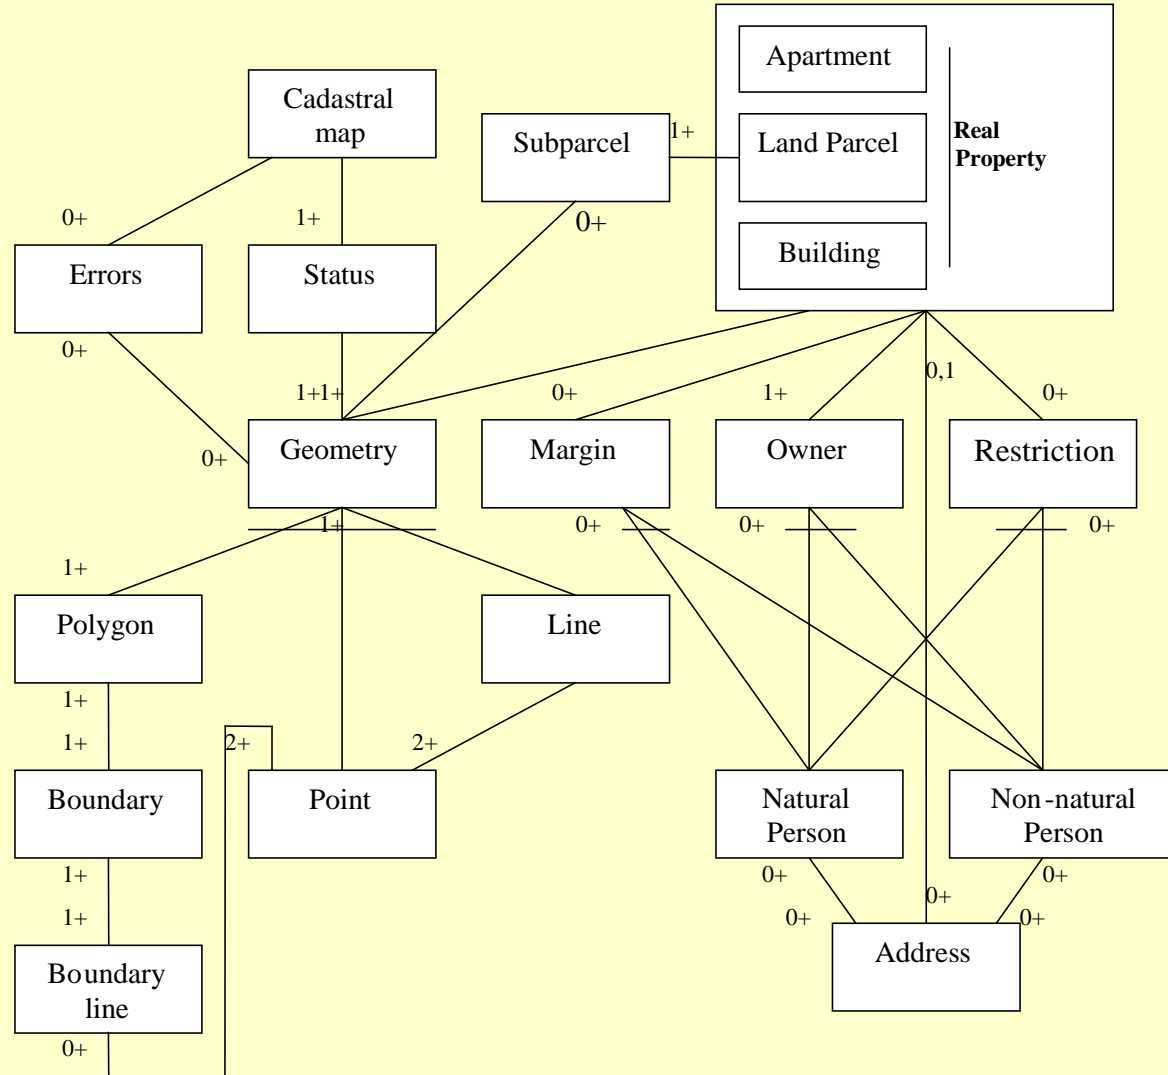 Apartment
Cadastral
map
Subparcel
1+
Land Parcel
Real
Property
0+
1+
0+
Errors
Status
Building
0+
0,1
1+1+
0+
1+
0+
Geometry
Margin
Owner
Restriction
0+
1+
0+
0+
0+
1+
Polygon
Line
1+
1+
2+
2+
Boundary
Point
Natural
Person
Non-natural
Person
1+
0+
0+
1+
0+
0+
0+
Boundary
line
Address
0+